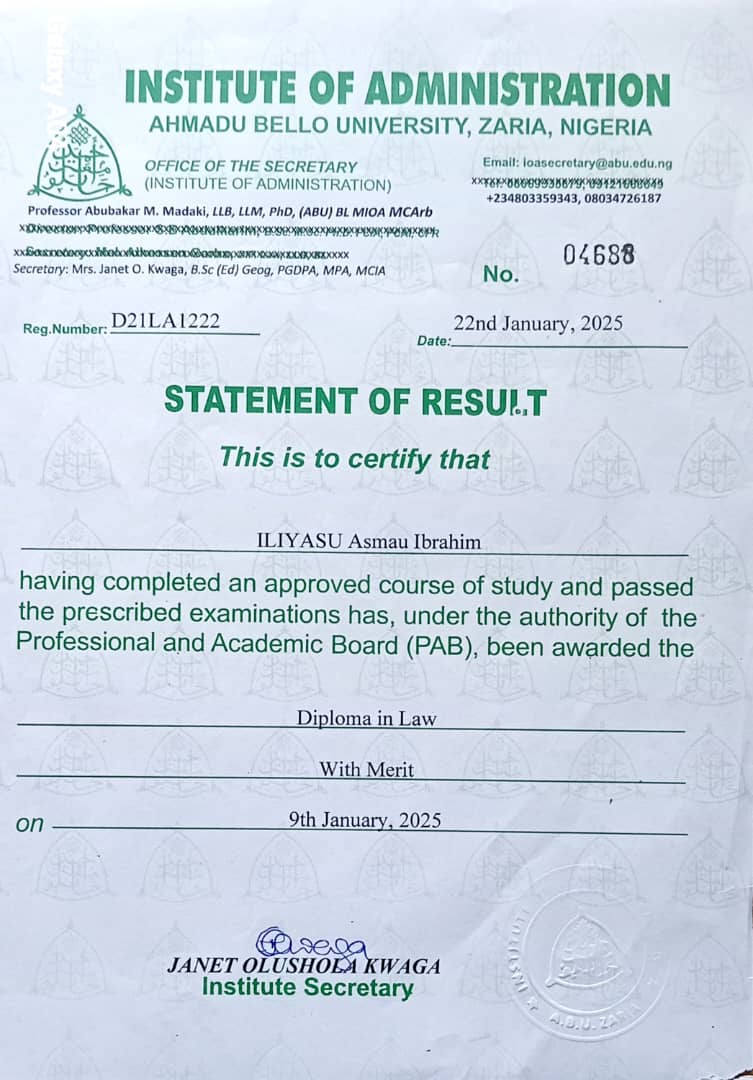 INSTITUTE OF ADMINISTRATION
AHMADU BELLO UNIVERSITY, ZARIA, NIGERIA
OFFICE OF THE SECRETARY
(INSTITUTE OF ADMINISTRATION)
Email: ioasecretary@abu.edu.ng
+234803359343, 08034726187
Professor Abubakar M. Madaki, LLB, LLM, PhD, (ABU) BL MIOA MCArb
Secretary: Mrs. Janet O. Kwaga, B.Sc (Ed) Geog, PGDPA, MPA, MCIA
No. 04688
Reg.Number: D21LA1222
Date: 22nd January, 2025
STATEMENT OF RESULT
This is to certify that
ILIYASU Asmau Ibrahim
having completed an approved course of study and passed
the prescribed examinations has, under the authority of the
Professional and Academic Board (PAB), been awarded the
Diploma in Law
With Merit
on 9th January, 2025
JANET OLUSHOLA KWAGA
Institute Secretary
A.B.U. ZARIA